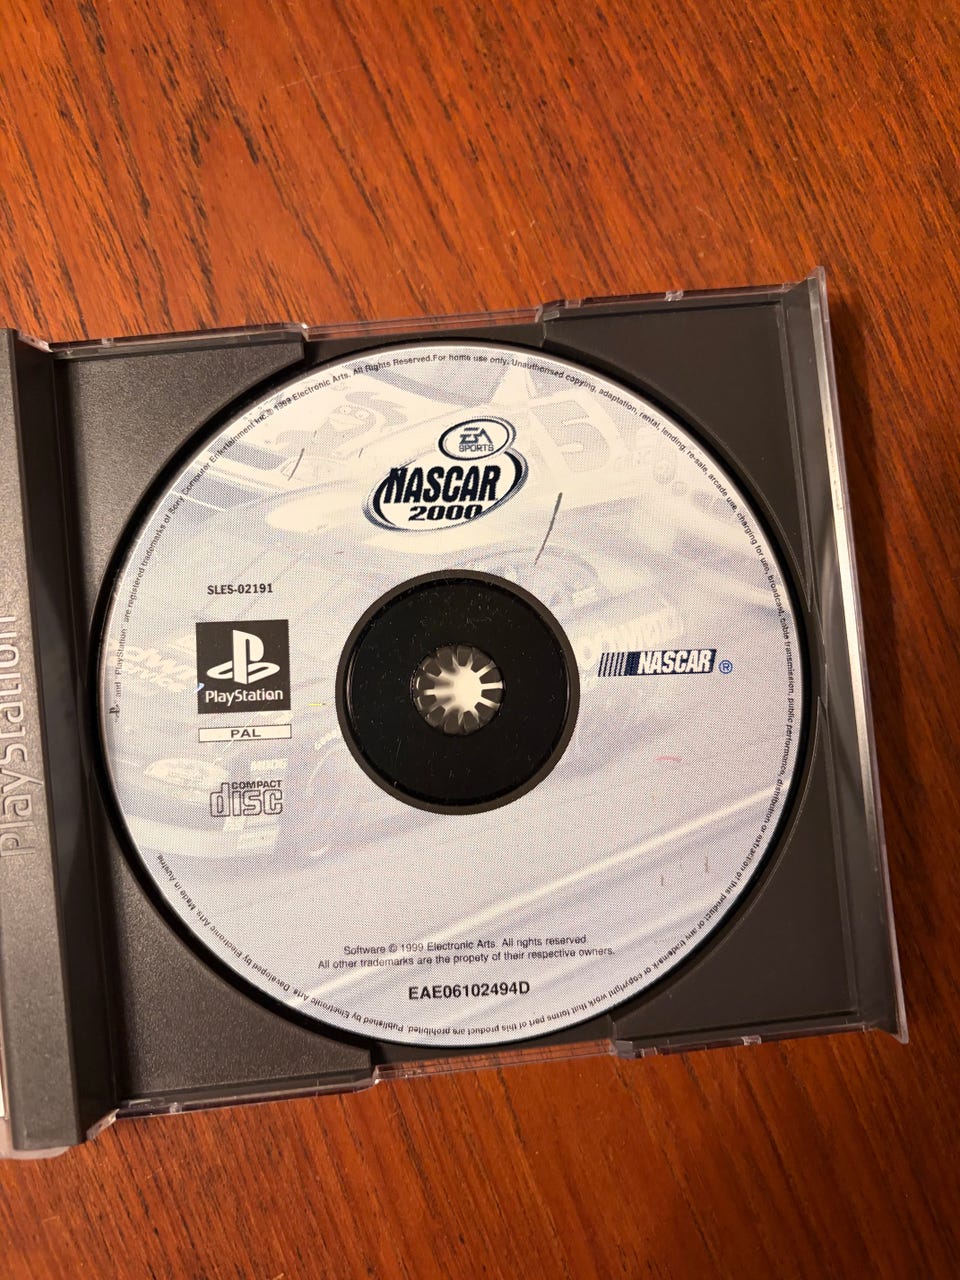 PlayStation
EA
SPORTS
NASCAR
2000
SLES-02191
PlayStation
PAL
COMPACT
disc
NASCAR ®
Software © 1999 Electronic Arts. All rights reserved.
All other trademarks are the propety of their respective owners.
EAE06102494D
and "PlayStation" are registered trademarks of Sony Computer Entertainment Inc. © 1999 Electronic Arts. All Rights Reserved.For home use only. Unauthorised copying, adaptation, rental, lending, re-sale, arcade use, charging for use, broadcast, cable transmission, public performance, distribution or extraction of this product or any trademark or copyright work that forms part of this product are prohibited. Published by Electronic Arts. Developed by Electronic Arts. Made in Austria.